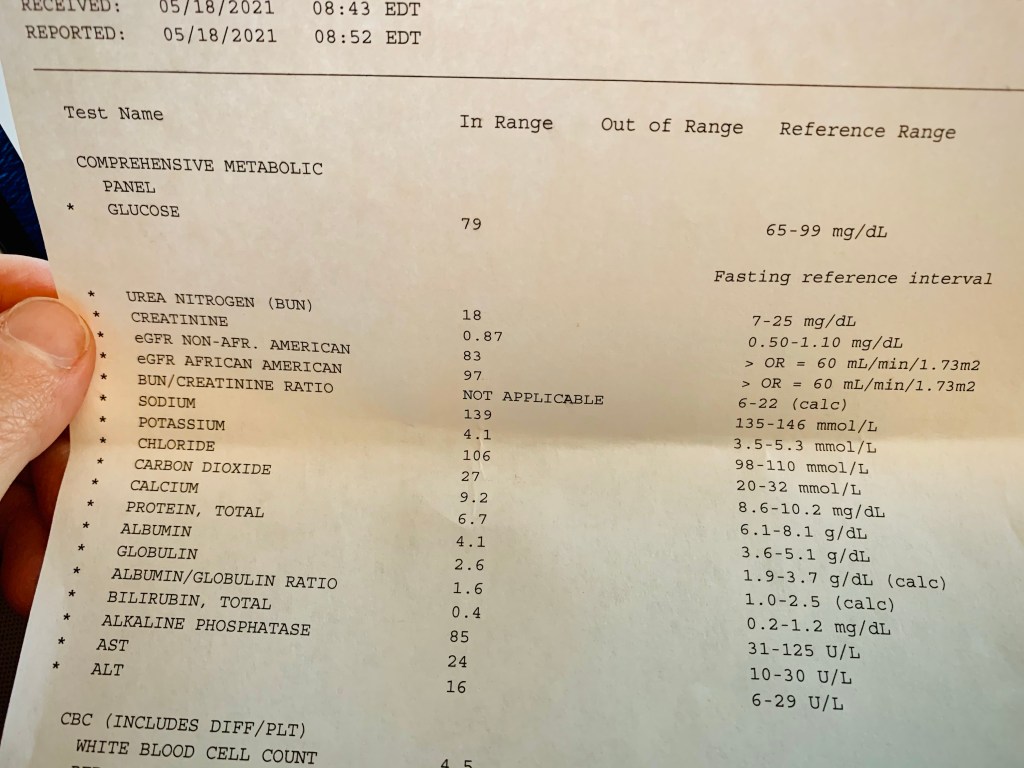 RECEIVED: 05/18/2021 08:43 EDT
REPORTED: 05/18/2021 08:52 EDT
Test Name In Range Out of Range Reference Range
COMPREHENSIVE METABOLIC
PANEL
* GLUCOSE 79 65-99 mg/dL
Fasting reference interval
* UREA NITROGEN (BUN) 18 7-25 mg/dL
* CREATININE 0.87 0.50-1.10 mg/dL
* eGFR NON-AFR. AMERICAN 83 > OR = 60 mL/min/1.73m2
* eGFR AFRICAN AMERICAN 97 > OR = 60 mL/min/1.73m2
* BUN/CREATININE RATIO NOT APPLICABLE 6-22 (calc)
* SODIUM 139 135-146 mmol/L
* POTASSIUM 4.1 3.5-5.3 mmol/L
* CHLORIDE 106 98-110 mmol/L
* CARBON DIOXIDE 27 20-32 mmol/L
* CALCIUM 9.2 8.6-10.2 mg/dL
* PROTEIN, TOTAL 6.7 6.1-8.1 g/dL
* ALBUMIN 4.1 3.6-5.1 g/dL
* GLOBULIN 2.6 1.9-3.7 g/dL (calc)
* ALBUMIN/GLOBULIN RATIO 1.6 1.0-2.5 (calc)
* BILIRUBIN, TOTAL 0.4 0.2-1.2 mg/dL
* ALKALINE PHOSPHATASE 85 31-125 U/L
* AST 24 10-30 U/L
* ALT 16 6-29 U/L
CBC (INCLUDES DIFF/PLT)
WHITE BLOOD CELL COUNT 4.5